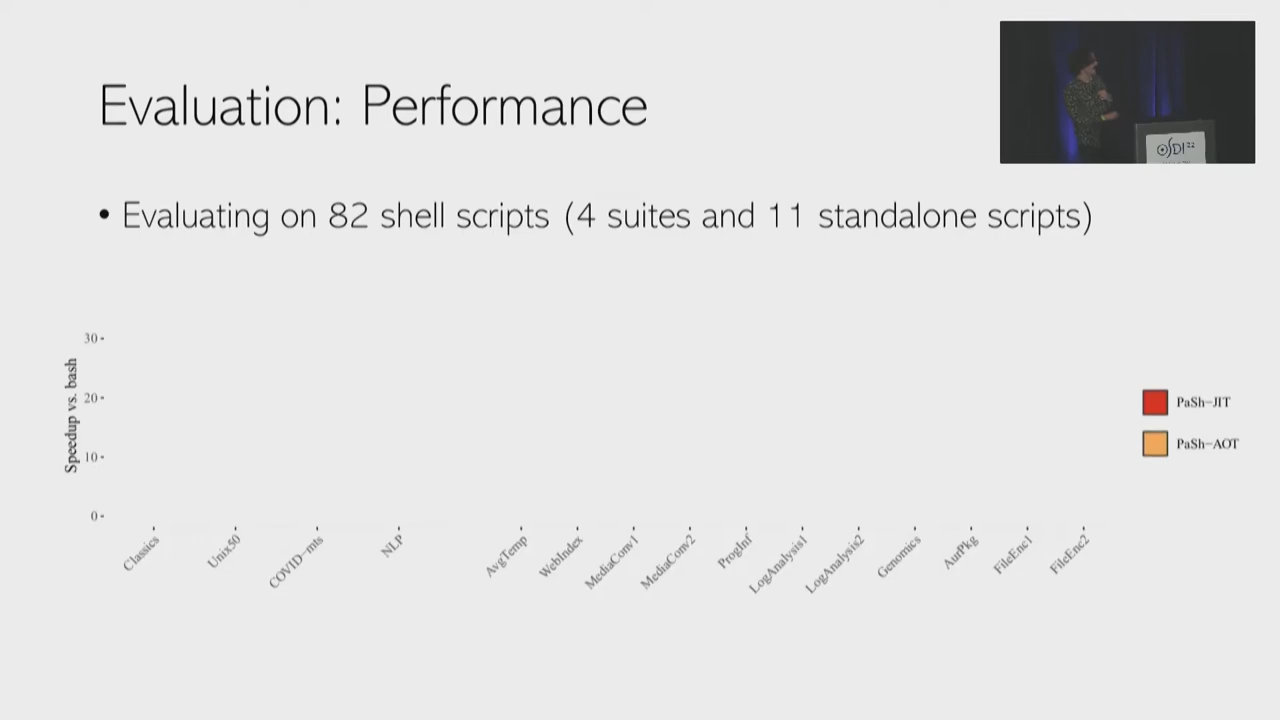 Evaluation: Performance
OSDI 22
• Evaluating on 82 shell scripts (4 suites and 11 standalone scripts)
Speedup vs. bash
30
20
10
0
Classics
Unix50
COVID-mts
NLP
AvgTemp
WebIndex
MediaConv1
MediaConv2
ProgInf
LogAnalysis1
LogAnalysis2
Genomics
AurPkg
FileEnc1
FileEnc2
PaSh-JIT
PaSh-AOT